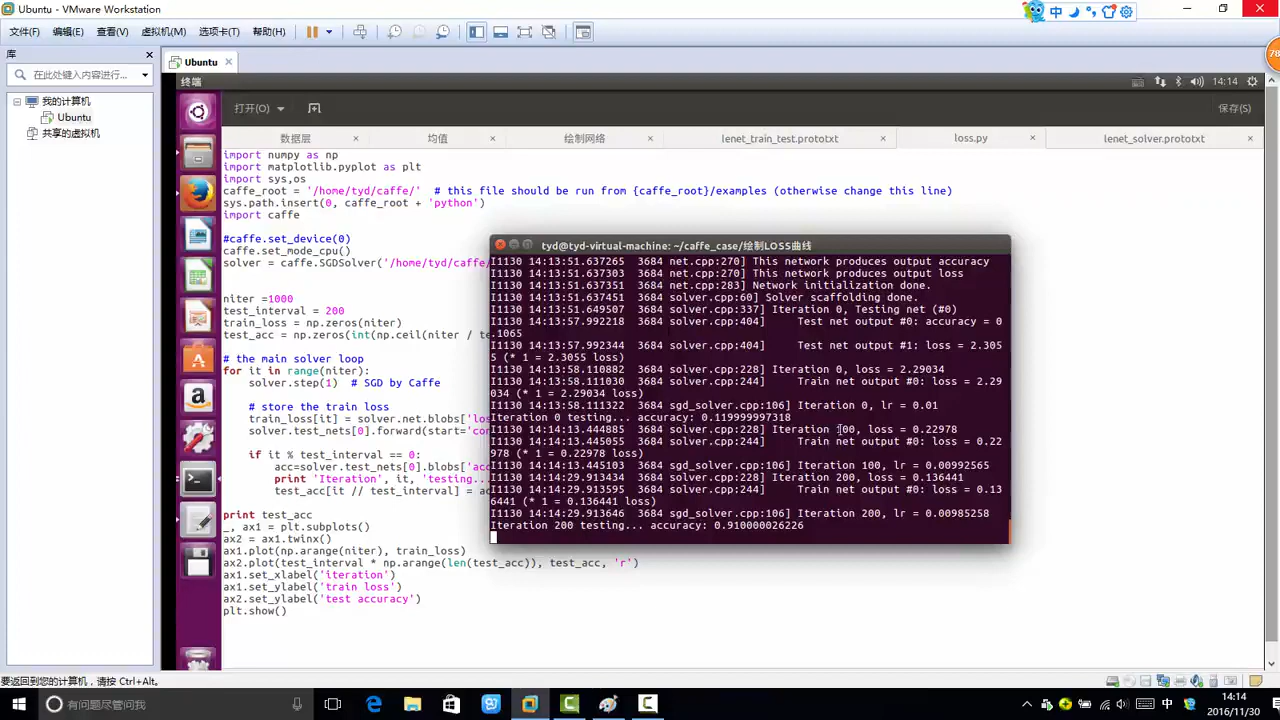 Ubuntu - VMware Workstation
中
文件(F) 编辑(E) 查看(V) 虚拟机(M) 选项卡(T) 帮助(H)
库
在此处键入内容进行...
我的计算机
Ubuntu
共享的虚拟机
Ubuntu
终端
14:14
打开(O)
保存(S)
数据层 均值 绘制网络 lenet_train_test.prototxt loss.py lenet_solver.prototxt
import numpy as np
import matplotlib.pyplot as plt
import sys,os
caffe_root = '/home/tyd/caffe/'  # this file should be run from {caffe_root}/examples (otherwise change this line)
sys.path.insert(0, caffe_root + 'python')
import caffe
#caffe.set_device(0)
caffe.set_mode_cpu()
solver = caffe.SGDSolver('/home/tyd/caffe/
niter =1000
test_interval = 200
train_loss = np.zeros(niter)
test_acc = np.zeros(int(np.ceil(niter / te
# the main solver loop
for it in range(niter):
solver.step(1)  # SGD by Caffe
# store the train loss
train_loss[it] = solver.net.blobs['los
solver.test_nets[0].forward(start='con
if it % test_interval == 0:
acc=solver.test_nets[0].blobs['acc
print 'Iteration', it, 'testing...
test_acc[it // test_interval] = ac
print test_acc
_, ax1 = plt.subplots()
ax2 = ax1.twinx()
ax1.plot(np.arange(niter), train_loss)
ax2.plot(test_interval * np.arange(len(test_acc)), test_acc, 'r')
ax1.set_xlabel('iteration')
ax1.set_ylabel('train loss')
ax2.set_ylabel('test accuracy')
plt.show()
tyd@tyd-virtual-machine: ~/caffe_case/绘制LOSS曲线
I1130 14:13:51.637265  3684 net.cpp:270] This network produces output accuracy
I1130 14:13:51.637303  3684 net.cpp:270] This network produces output loss
I1130 14:13:51.637351  3684 net.cpp:283] Network initialization done.
I1130 14:13:51.637451  3684 solver.cpp:60] Solver scaffolding done.
I1130 14:13:51.649507  3684 solver.cpp:337] Iteration 0, Testing net (#0)
I1130 14:13:57.992218  3684 solver.cpp:404]     Test net output #0: accuracy = 0
.1065
I1130 14:13:57.992344  3684 solver.cpp:404]     Test net output #1: loss = 2.305
5 (* 1 = 2.3055 loss)
I1130 14:13:58.110882  3684 solver.cpp:228] Iteration 0, loss = 2.29034
I1130 14:13:58.111030  3684 solver.cpp:244]     Train net output #0: loss = 2.29
034 (* 1 = 2.29034 loss)
I1130 14:13:58.111322  3684 sgd_solver.cpp:106] Iteration 0, lr = 0.01
Iteration 0 testing... accuracy: 0.119999997318
I1130 14:14:13.444885  3684 solver.cpp:228] Iteration 100, loss = 0.22978
I1130 14:14:13.445053  3684 solver.cpp:244]     Train net output #0: loss = 0.22
978 (* 1 = 0.22978 loss)
I1130 14:14:13.445103  3684 sgd_solver.cpp:106] Iteration 100, lr = 0.00992565
I1130 14:14:29.913434  3684 solver.cpp:228] Iteration 200, loss = 0.136441
I1130 14:14:29.913595  3684 solver.cpp:244]     Train net output #0: loss = 0.13
6441 (* 1 = 0.136441 loss)
I1130 14:14:29.913646  3684 sgd_solver.cpp:106] Iteration 200, lr = 0.00985258
Iteration 200 testing... accuracy: 0.910000026226
要返回到您的计算机，请按 Ctrl+Alt。
有问题尽管问我
中
14:14
2016/11/30